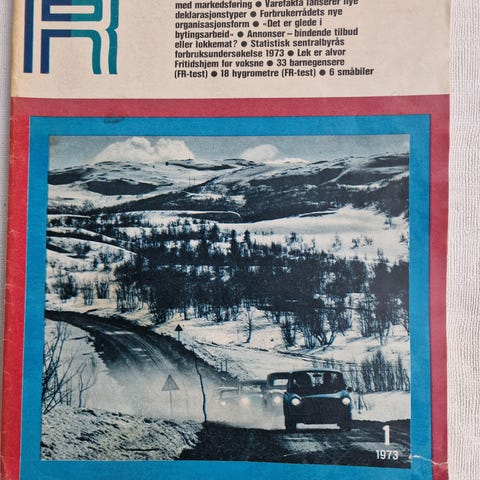 FR
med markedsføring ● Varefakta lanserer nye
deklarasjonstyper ● Forbrukerrådets nye
organisasjonsform ● «Det er glede i
bytingsarbeid» ● Annonser – bindende tilbud
eller lokkemat? ● Statistisk sentralbyrås
forbruksundersøkelse 1973 ● Lek er alvor
Fritidshjem for voksne ● 33 barnegensere
(FR-test) ● 18 hygrometre (FR-test) ● 6 småbiler
1
1973